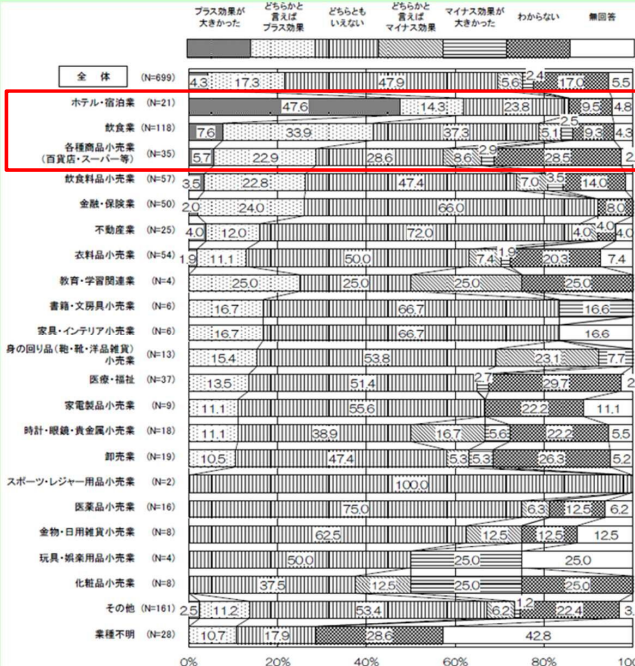 プラス効果が
大きかった
どちらかと
言えば
プラス効果
どちらとも
いえない
どちらかと
言えば
マイナス効果
マイナス効果が
大きかった
わからない
無回答
全体 (N=699) 4.3 17.3 47.9 5.6 2.4 17.0 5.5
ホテル・宿泊業 (N=21) 47.6 14.3 23.8 9.5 4.8
飲食業 (N=118) 7.6 33.9 37.3 5.1 2.5 9.3 4.3
各種商品小売業
(百貨店・スーパー等) (N=35) 5.7 22.9 28.6 8.6 2.9 28.5
飲食料品小売業 (N=57) 3.5 22.8 47.4 7.0 3.5 14.0
金融・保険業 (N=50) 2.0 24.0 66.0 8.0
不動産業 (N=25) 4.0 12.0 72.0 4.0 4.0 4.0
衣料品小売業 (N=54) 1.9 11.1 50.0 7.4 1.9 20.3 7.4
教育・学習関連業 (N=4) 25.0 25.0 25.0 25.0
書籍・文房具小売業 (N=6) 16.7 66.7 16.6
家具・インテリア小売業 (N=6) 16.7 66.7 16.6
身の回り品(鞄・靴・洋品雑貨)
小売業 (N=13) 15.4 53.8 23.1 7.7
医療・福祉 (N=37) 13.5 51.4 2.7 29.7
家電製品小売業 (N=9) 11.1 55.6 22.2 11.1
時計・眼鏡・貴金属小売業 (N=18) 11.1 38.9 16.7 5.6 22.2 5.5
卸売業 (N=19) 10.5 47.4 5.3 5.3 26.3 5.2
スポーツ・レジャー用品小売業 (N=2) 100.0
医薬品小売業 (N=16) 75.0 6.3 12.5 6.2
金物・日用雑貨小売業 (N=8) 62.5 12.5 12.5 12.5
玩具・娯楽用品小売業 (N=4) 50.0 25.0 25.0
化粧品小売業 (N=8) 37.5 12.5 25.0 25.0
その他 (N=161) 2.5 11.2 53.4 6.2 1.2 22.4
業種不明 (N=28) 10.7 17.9 28.6 42.8
0% 20% 40% 60% 80%